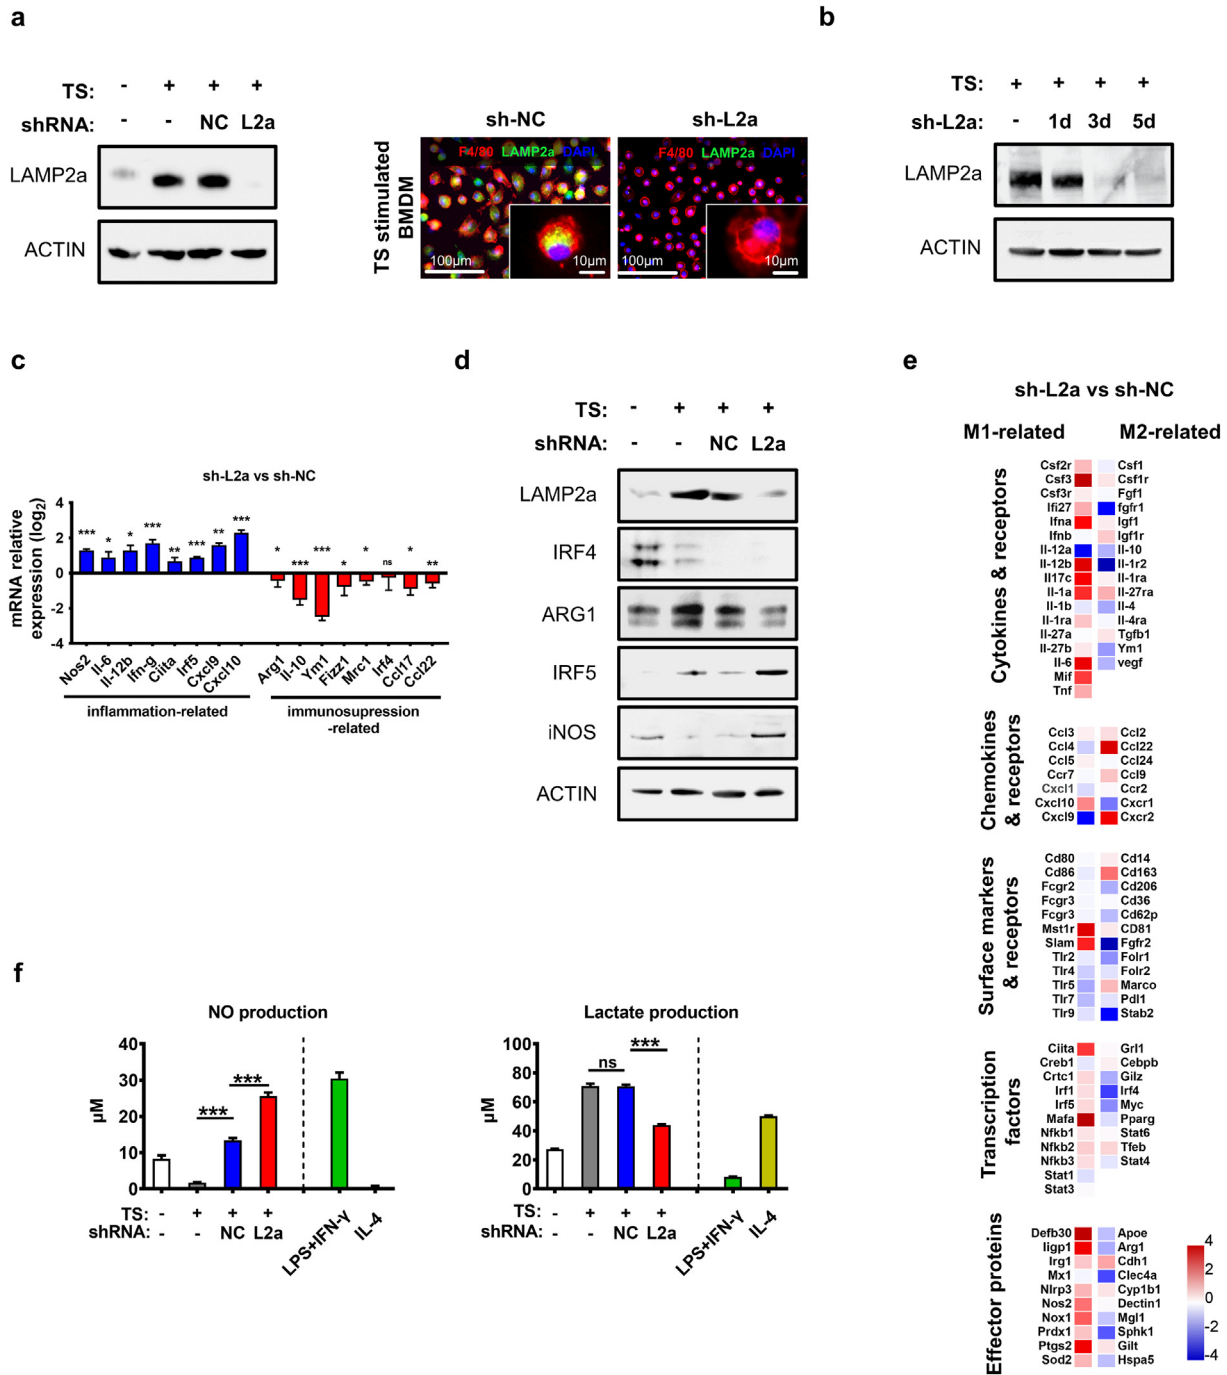 a
TS: - + + +
shRNA: - - NC L2a
LAMP2a
ACTIN
sh-NC sh-L2a
TS stimulated
BMDM
F4/80 LAMP2a DAPI
100μm 10μm
F4/80 LAMP2a DAPI
100μm 10μm
b
TS: + + + +
sh-L2a: - 1d 3d 5d
LAMP2a
ACTIN
c
sh-L2a vs sh-NC
mRNA relative
expression (log2)
4
2
0
-2
-4
*** * * *** ** *** ** ***
* *** *** * * ns * **
Nos2 Il-6 Il-12b Ifn-g Ciita Irf5 Cxcl9 Cxcl10
Arg1 Il-10 Ym1 Fizz1 Mrc1 Irf4 Ccl17 Ccl22
inflammation-related
immunosupression
-related
d
TS: - + + +
shRNA: - - NC L2a
LAMP2a
IRF4
ARG1
IRF5
iNOS
ACTIN
e
sh-L2a vs sh-NC
M1-related M2-related
Cytokines & receptors
Csf2r Csf1
Csf3 Csf1r
Csf3r Fgf1
Ifi27 fgfr1
Ifna Igf1
Ifnb Igf1r
Il-12a Il-10
Il-12b Il-1r2
Il17c Il-1ra
Il-1a Il-27ra
Il-1b Il-4
Il-1ra Il-4ra
Il-27a Tgfb1
Il-27b Ym1
Il-6 vegf
Mif
Tnf
Chemokines
& receptors
Ccl3 Ccl2
Ccl4 Ccl22
Ccl5 Ccl24
Ccr7 Ccl9
Cxcl1 Ccr2
Cxcl10 Cxcr1
Cxcl9 Cxcr2
Surface markers
& receptors
Cd80 Cd14
Cd86 Cd163
Fcgr2 Cd206
Fcgr3 Cd36
Fcgr3 Cd62p
Mst1r CD81
Slam Fgfr2
Tlr2 Folr1
Tlr4 Folr2
Tlr5 Marco
Tlr7 Pdl1
Tlr9 Stab2
Transcription
factors
Ciita Grl1
Creb1 Cebpb
Crtc1 Gilz
Irf1 Irf4
Irf5 Myc
Mafa Pparg
Nfkb1 Stat6
Nfkb2 Tfeb
Nfkb3 Stat4
Stat1
Stat3
Effector proteins
Defb30 Apoe
Iigp1 Arg1
Irg1 Cdh1
Mx1 Clec4a
Nlrp3 Cyp1b1
Nos2 Dectin1
Nox1 Mgl1
Prdx1 Sphk1
Ptgs2 Gilt
Sod2 Hspa5
4
2
0
-2
-4
f
NO production
μM
40
30
20
10
0
*** ***
TS: - + + +
shRNA: - - NC L2a
LPS+IFN-γ IL-4
Lactate production
μM
100
80
60
40
20
0
ns ***
TS: - + + +
shRNA: - - NC L2a
LPS+IFN-γ IL-4